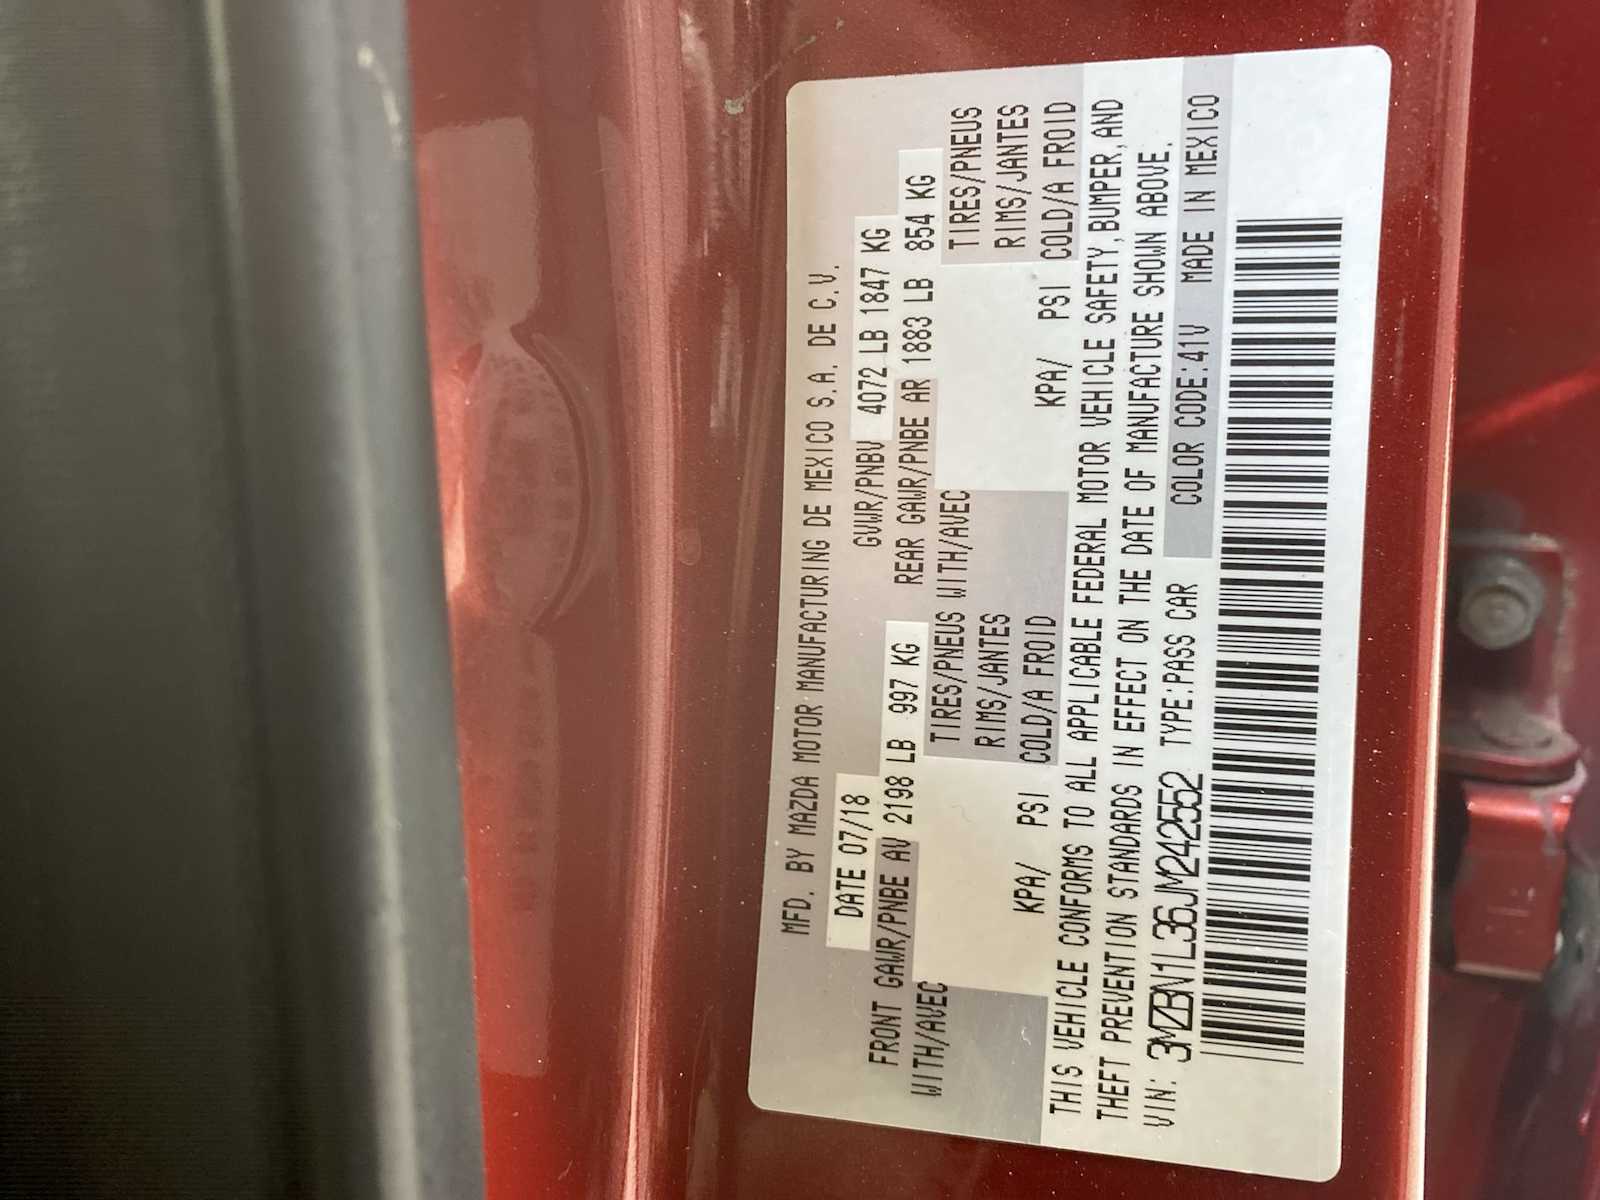 MFD. BY MAZDA MOTOR MANUFACTURING DE MEXICO S.A. DE C.V.
DATE 07/18 GVWR/PNBV 4072 LB 1847 KG
FRONT GAWR/PNBE AV 2198 LB 997 KG REAR GAWR/PNBE AR 1883 LB 854 KG
WITH/AVEC TIRES/PNEUS WITH/AVEC TIRES/PNEUS
RIMS/JANTES RIMS/JANTES
KPA/ PSI COLD/A FROID KPA/ PSI COLD/A FROID
THIS VEHICLE CONFORMS TO ALL APPLICABLE FEDERAL MOTOR VEHICLE SAFETY,BUMPER,AND
THEFT PREVENTION STANDARDS IN EFFECT ON THE DATE OF MANUFACTURE SHOWN ABOVE.
VIN: 3MZBN1L36JM242552 TYPE:PASS CAR COLOR CODE:41V MADE IN MEXICO